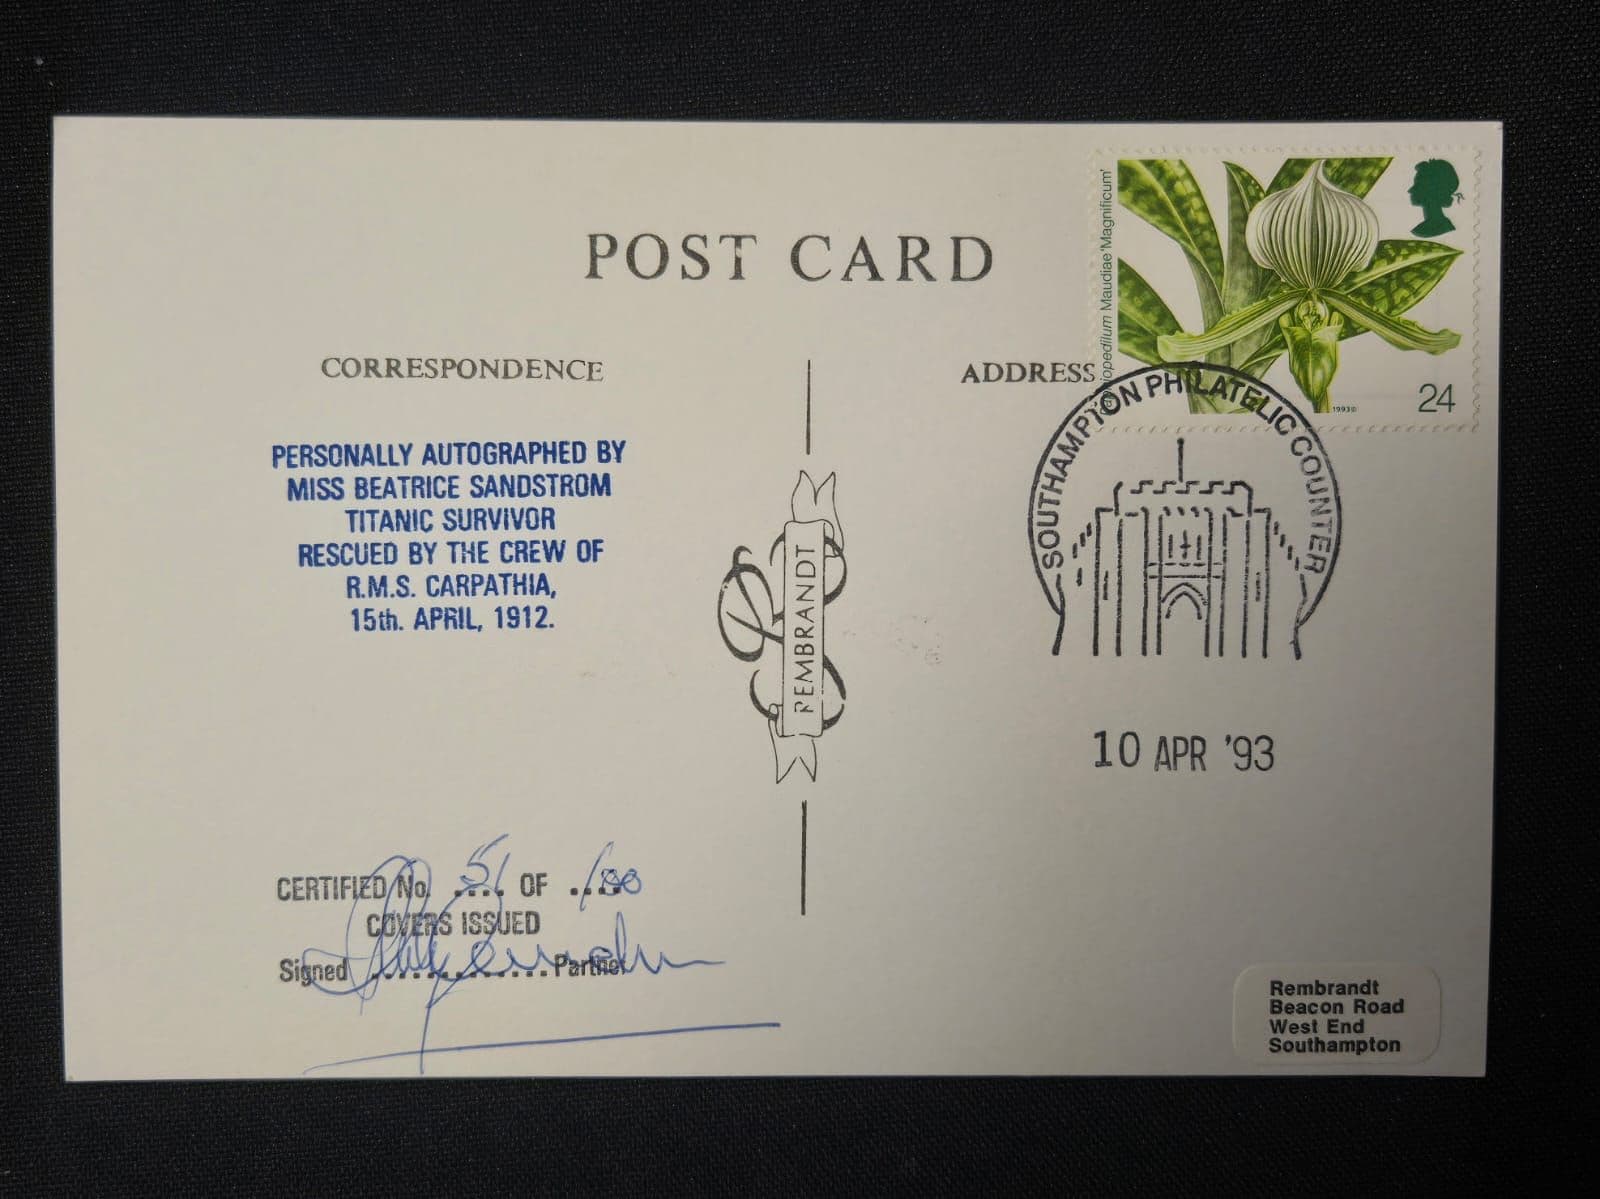 POST CARD
Paphiopedilum Maudiae 'Magnificum'
1993©
24
CORRESPONDENCE
ADDRESS
SOUTHAMPTON PHILATELIC COUNTER
10 APR '93
PERSONALLY AUTOGRAPHED BY
MISS BEATRICE SANDSTROM
TITANIC SURVIVOR
RESCUED BY THE CREW OF
R.M.S. CARPATHIA,
15th. APRIL, 1912.
R
REMBRANDT
CERTIFIED No. 51 OF 100
COVERS ISSUED
Signed ............. Partner
Rembrandt
Beacon Road
West End
Southampton